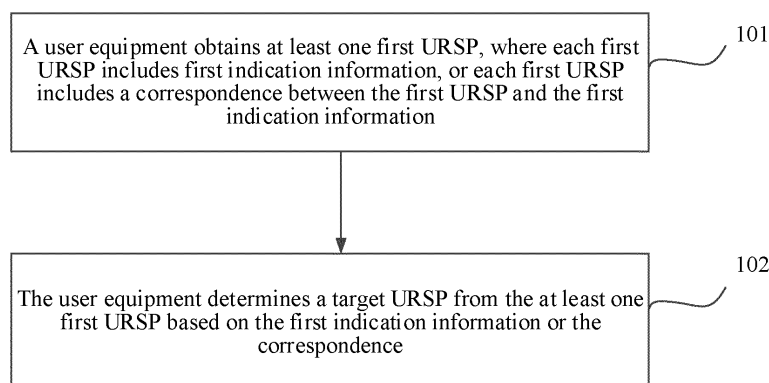 A user equipment obtains at least one first URSP, where each first
URSP includes first indication information, or each first URSP
includes a correspondence between the first URSP and the first
indication information
101
The user equipment determines a target URSP from the at least one
first URSP based on the first indication information or the
correspondence
102